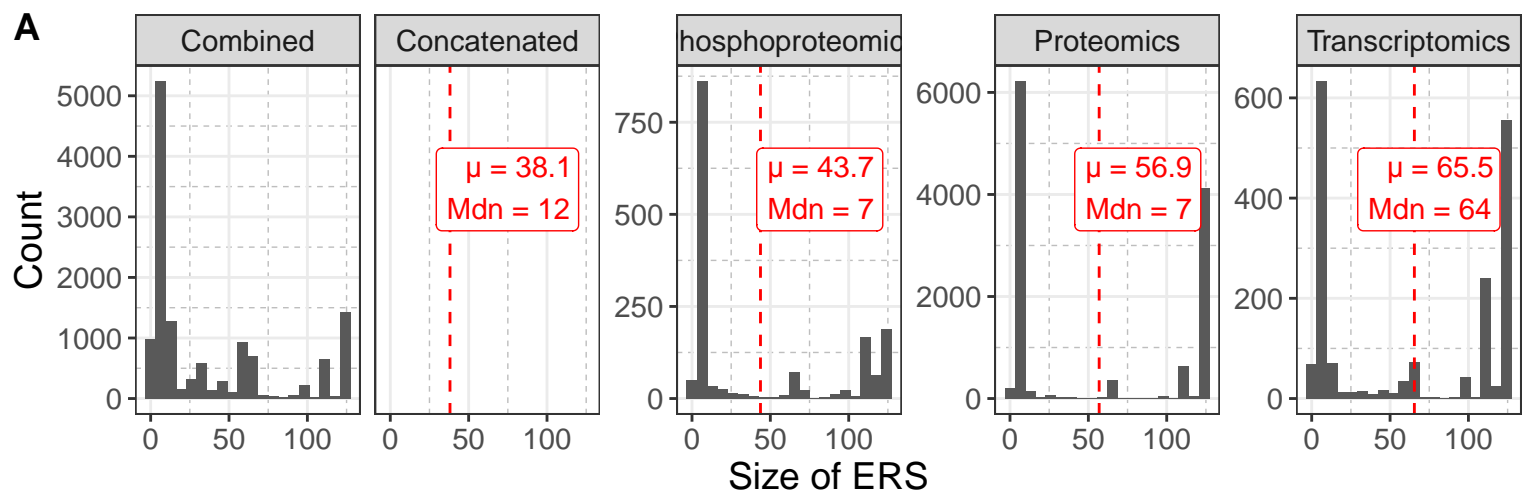 A
Combined
Concatenated
hosphoproteomic
Proteomics
Transcriptomics
Count
5000
4000
3000
2000
1000
0
μ = 38.1
Mdn = 12
750
500
250
0
μ = 43.7
Mdn = 7
6000
4000
2000
0
μ = 56.9
Mdn = 7
600
400
200
0
μ = 65.5
Mdn = 64
0 50 100
0 50 100
0 50 100
0 50 100
0 50 100
Size of ERS